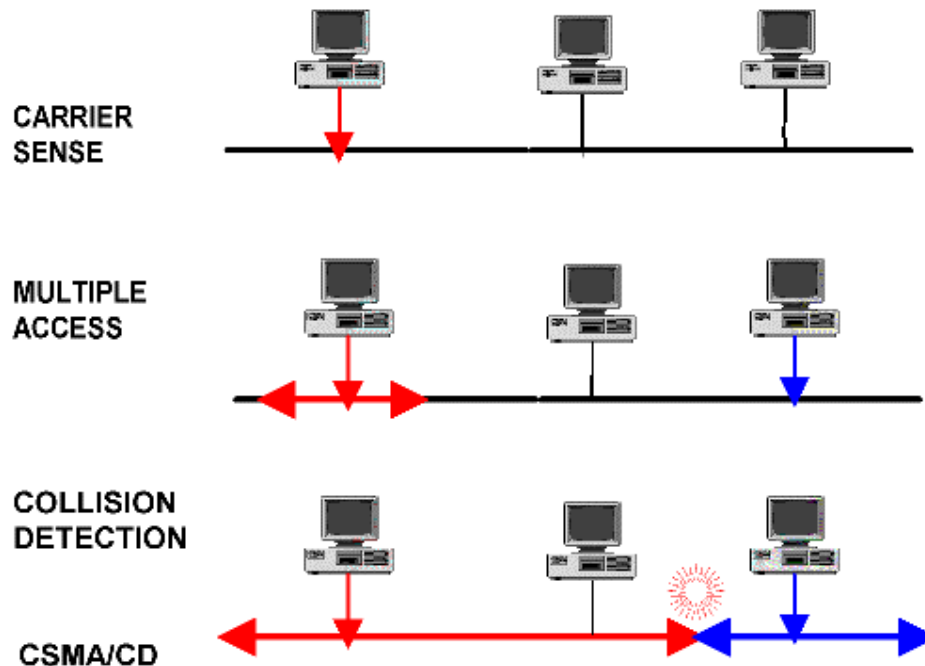 CARRIER
SENSE
MULTIPLE
ACCESS
COLLISION
DETECTION
CSMA/CD